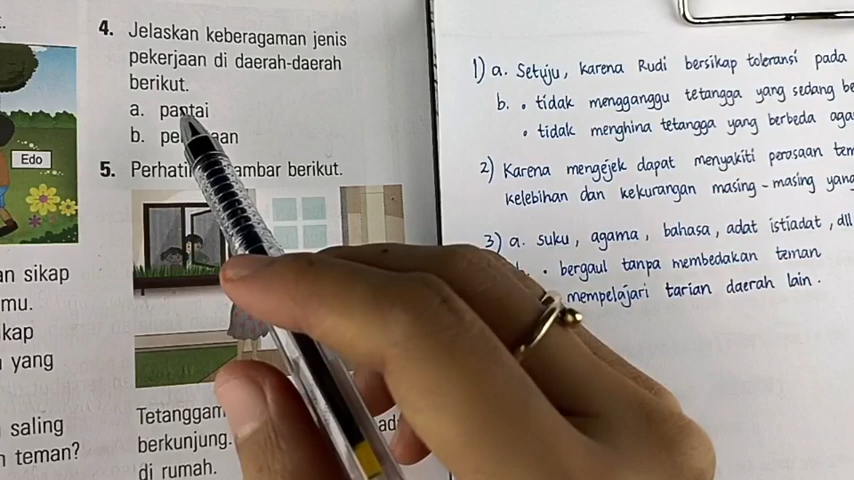 4. Jelaskan keberagaman jenis
pekerjaan di daerah-daerah
berikut.
a. pantai
b.
5. gambar berikut.
Edo
an sikap
mu.
kap
yang
saling
teman?
berkunjung.
di rumah.
1) a. Setuju, karena Rudi bersikap toleransi pada
b. • tidak mengganggu tetangga yang sedang
• tidak menghina tetangga yang berbeda
2) Karena mengejek dapat menyakiti perasaan
kelebihan dan kekurangan masing-masing yang
3) a. suku, agama, bahasa, adat istiadat, dll
• bergaul tanpa membedakan teman
mempelajari tarian daerah lain.